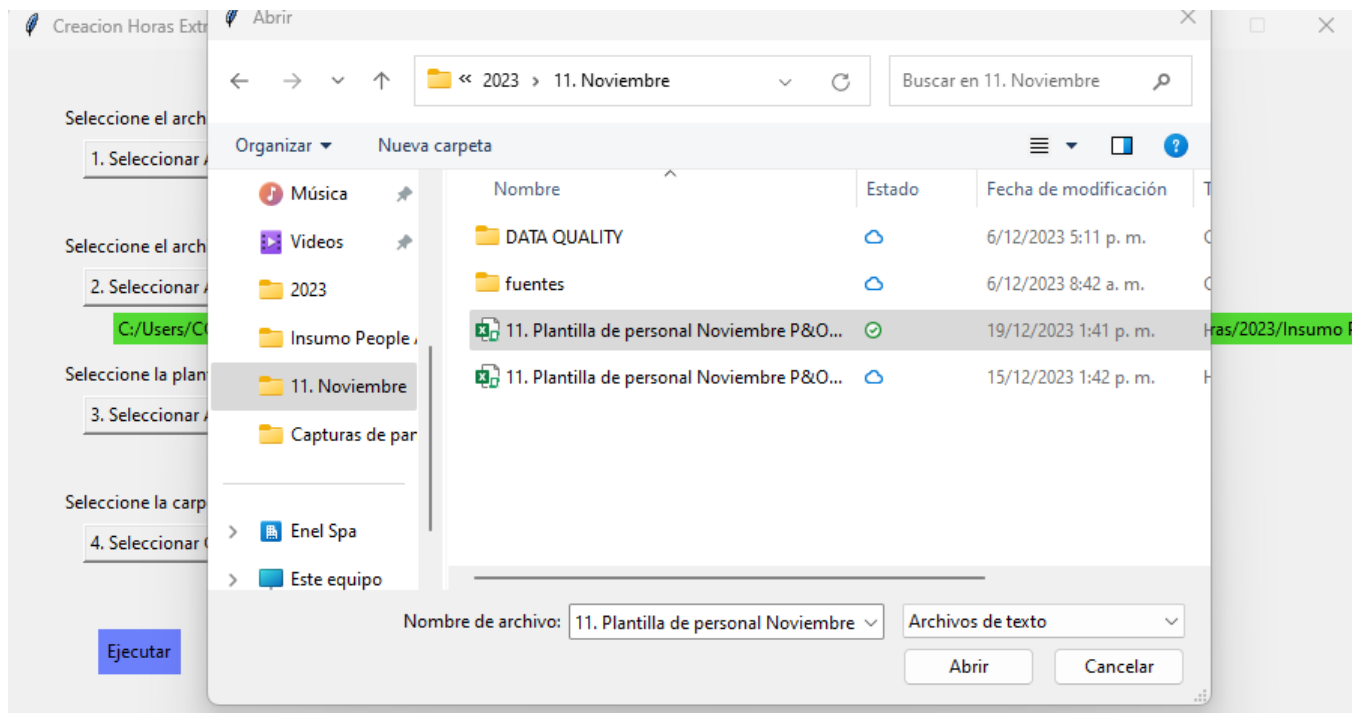 Creacion Horas Extr
Abrir
« 2023 > 11. Noviembre
Buscar en 11. Noviembre
Organizar
Nueva carpeta
Seleccione el arch
1. Seleccionar A
Seleccione el arch
2. Seleccionar A
C:/Users/CO
Seleccione la plan
3. Seleccionar A
Seleccione la carp
4. Seleccionar C
Ejecutar
Música
Videos
2023
Insumo People A
11. Noviembre
Capturas de pan
Enel Spa
Este equipo
Nombre Estado Fecha de modificación T
DATA QUALITY 6/12/2023 5:11 p. m. C
fuentes 6/12/2023 8:42 a. m. C
11. Plantilla de personal Noviembre P&O... 19/12/2023 1:41 p. m. H
11. Plantilla de personal Noviembre P&O... 15/12/2023 1:42 p. m. H
ras/2023/Insumo P
Nombre de archivo: 11. Plantilla de personal Noviembre
Archivos de texto
Abrir Cancelar